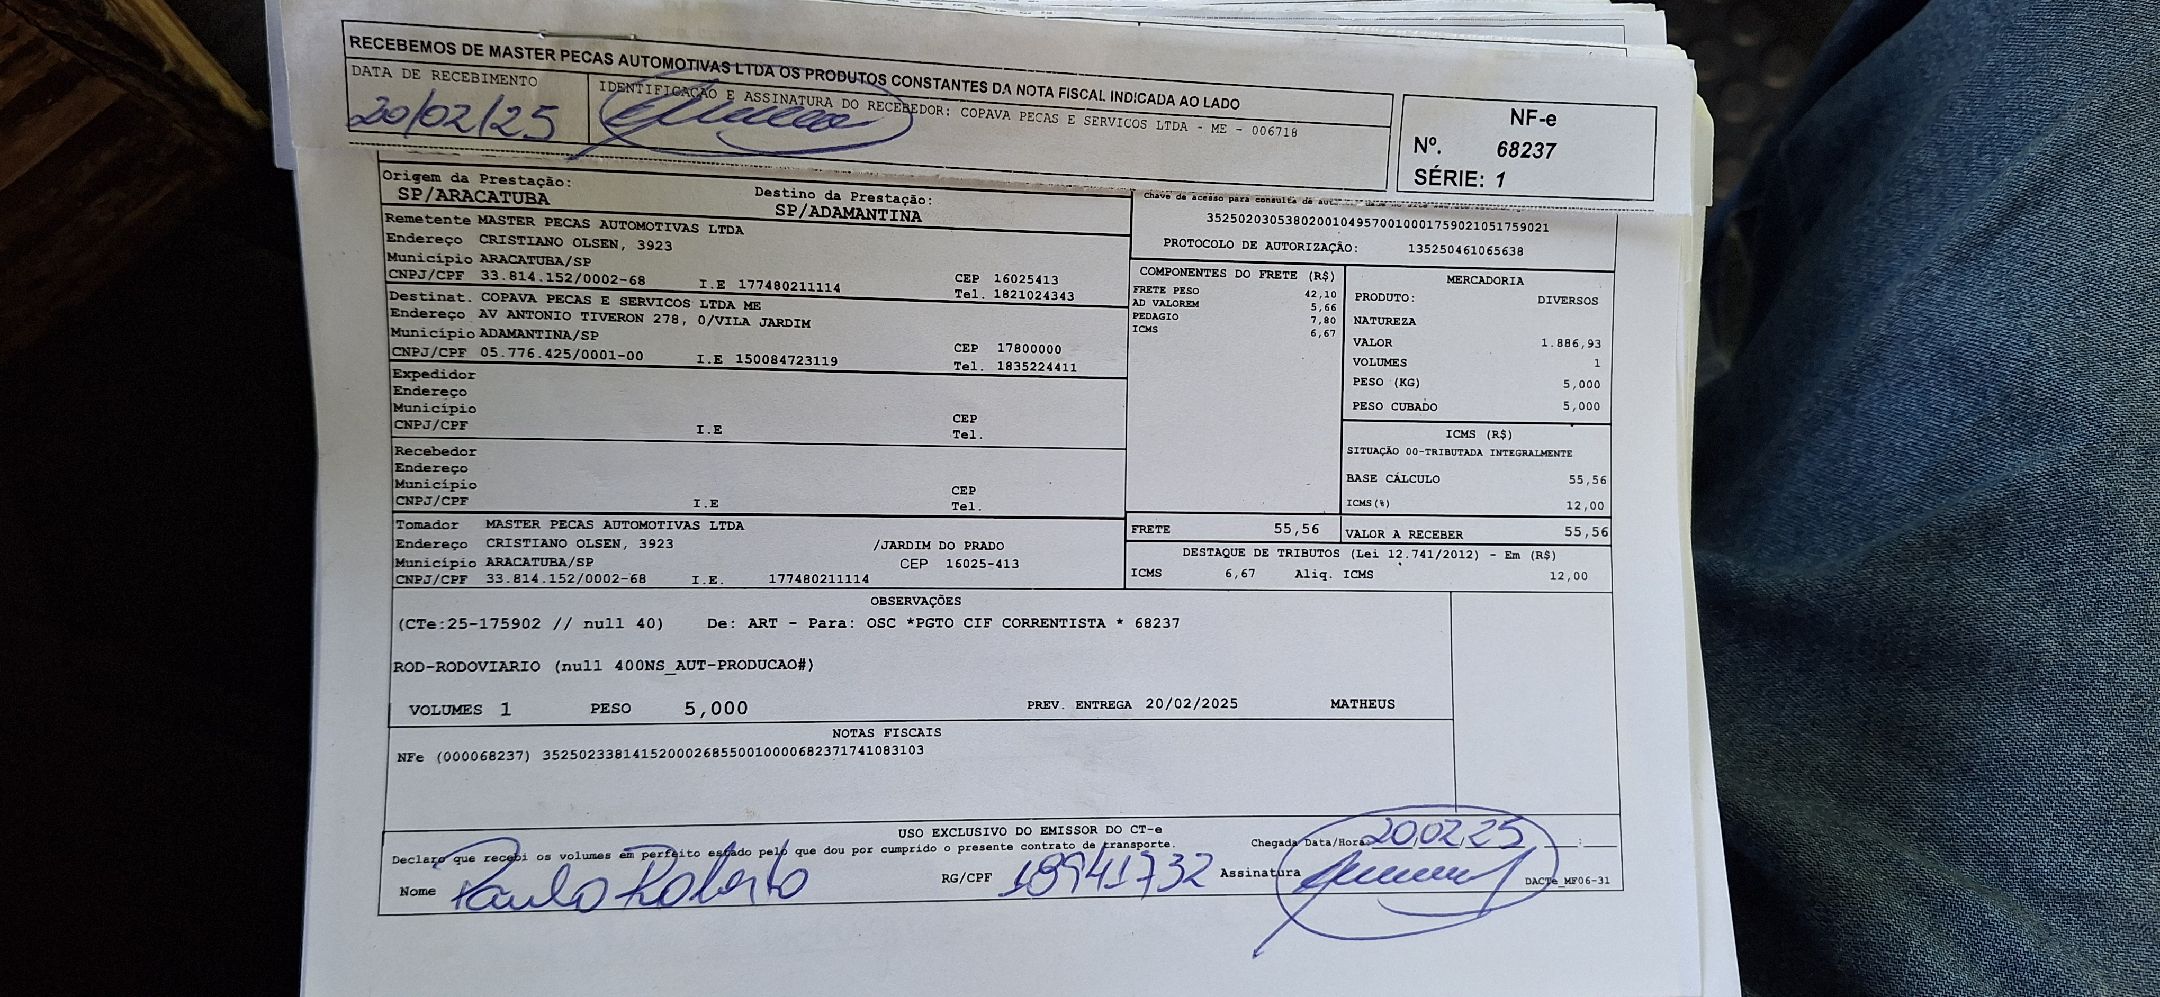 RECEBEMOS DE MASTER PECAS AUTOMOTIVAS LTDA OS PRODUTOS CONSTANTES DA NOTA FISCAL INDICADA AO LADO
DATA DE RECEBIMENTO
20/02/25
IDENTIFICAÇÃO E ASSINATURA DO RECEBEDOR: COPAVA PECAS E SERVICOS LTDA - ME - 006718
NF-e
Nº. 68237
SÉRIE: 1
Origem da Prestação:
SP/ARACATUBA
Destino da Prestação:
SP/ADAMANTINA
Remetente MASTER PECAS AUTOMOTIVAS LTDA
Endereço CRISTIANO OLSEN, 3923
Município ARACATUBA/SP
CNPJ/CPF 33.814.152/0002-68 I.E 177480211114
CEP 16025413
Tel. 1821024343
Destinat. COPAVA PECAS E SERVICOS LTDA ME
Endereço AV ANTONIO TIVERON 278, 0/VILA JARDIM
Município ADAMANTINA/SP
CNPJ/CPF 05.776.425/0001-00 I.E 150084723119
CEP 17800000
Tel. 1835224411
Expedidor
Endereço
Município
CNPJ/CPF I.E
CEP
Tel.
Recebedor
Endereço
Município
CNPJ/CPF I.E
CEP
Tel.
Tomador MASTER PECAS AUTOMOTIVAS LTDA
Endereço CRISTIANO OLSEN, 3923 /JARDIM DO PRADO
Município ARACATUBA/SP CEP 16025-413
CNPJ/CPF 33.814.152/0002-68 I.E. 177480211114
Chave de acesso para consulta de
35250203053802001049570010001759021051759021
PROTOCOLO DE AUTORIZAÇÃO: 135250461065638
COMPONENTES DO FRETE (R$)
FRETE PESO 42,10
AD VALOREM 5,66
PEDAGIO 7,80
ICMS 6,67
MERCADORIA
PRODUTO: DIVERSOS
NATUREZA
VALOR 1.886,93
VOLUMES 1
PESO (KG) 5,000
PESO CUBADO 5,000
ICMS (R$)
SITUAÇÃO 00-TRIBUTADA INTEGRALMENTE
BASE CÁLCULO 55,56
ICMS(%) 12,00
FRETE 55,56
VALOR A RECEBER 55,56
DESTAQUE DE TRIBUTOS (Lei 12.741/2012) - Em (R$)
ICMS 6,67 Aliq. ICMS 12,00
OBSERVAÇÕES
(CTe:25-175902 // null 40) De: ART - Para: OSC *PGTO CIF CORRENTISTA * 68237
ROD-RODOVIARIO (null 400NS_AUT-PRODUCAO#)
VOLUMES 1 PESO 5,000 PREV. ENTREGA 20/02/2025 MATHEUS
NOTAS FISCAIS
NFe (000068237) 35250233814152000268550010000682371741083103
USO EXCLUSIVO DO EMISSOR DO CT-e
Declaro que recebi os volumes em perfeito estado pelo que dou por cumprido o presente contrato de transporte.
Chegada Data/Hora: 20/02/25 :
Nome Paulo Roberto RG/CPF 18941732 Assinatura
DACTe_MF06-31